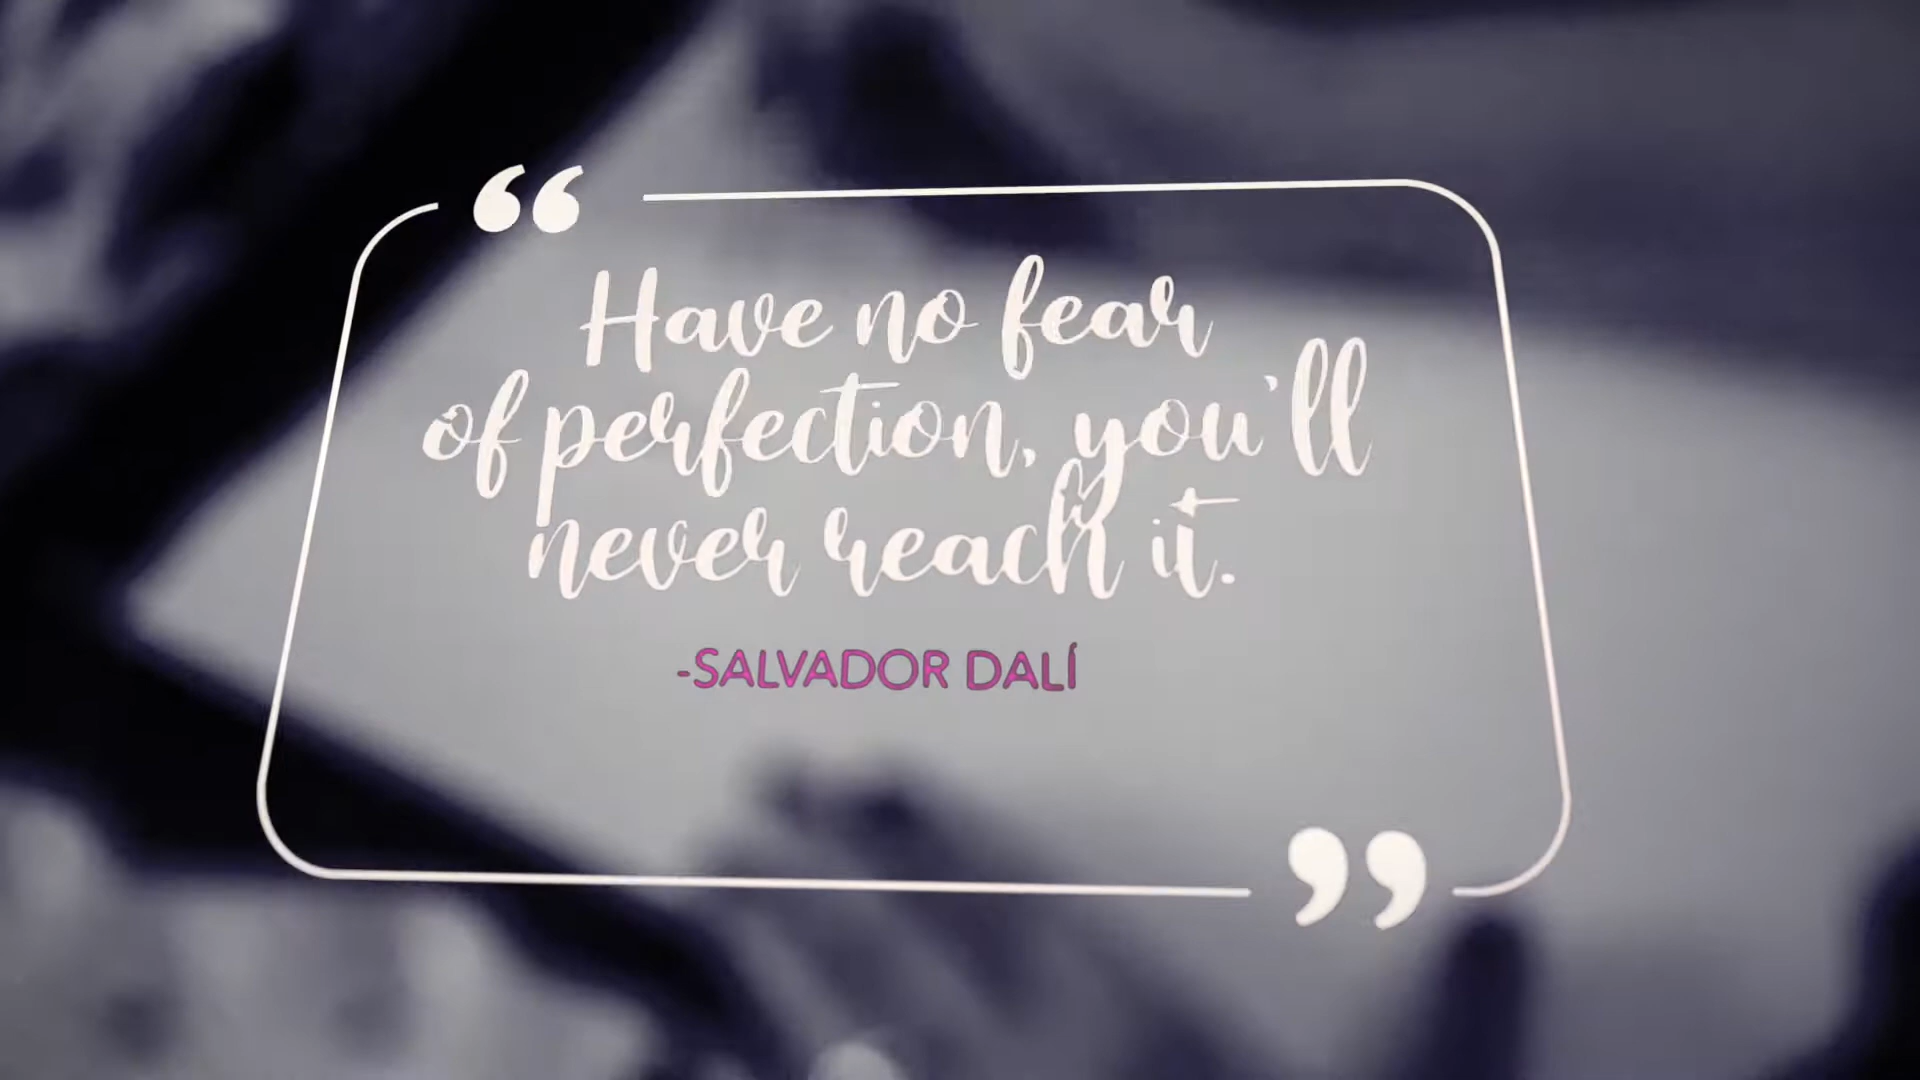 “
Have no fear
of perfection, you'll
never reach it.
-SALVADOR DALÍ
”